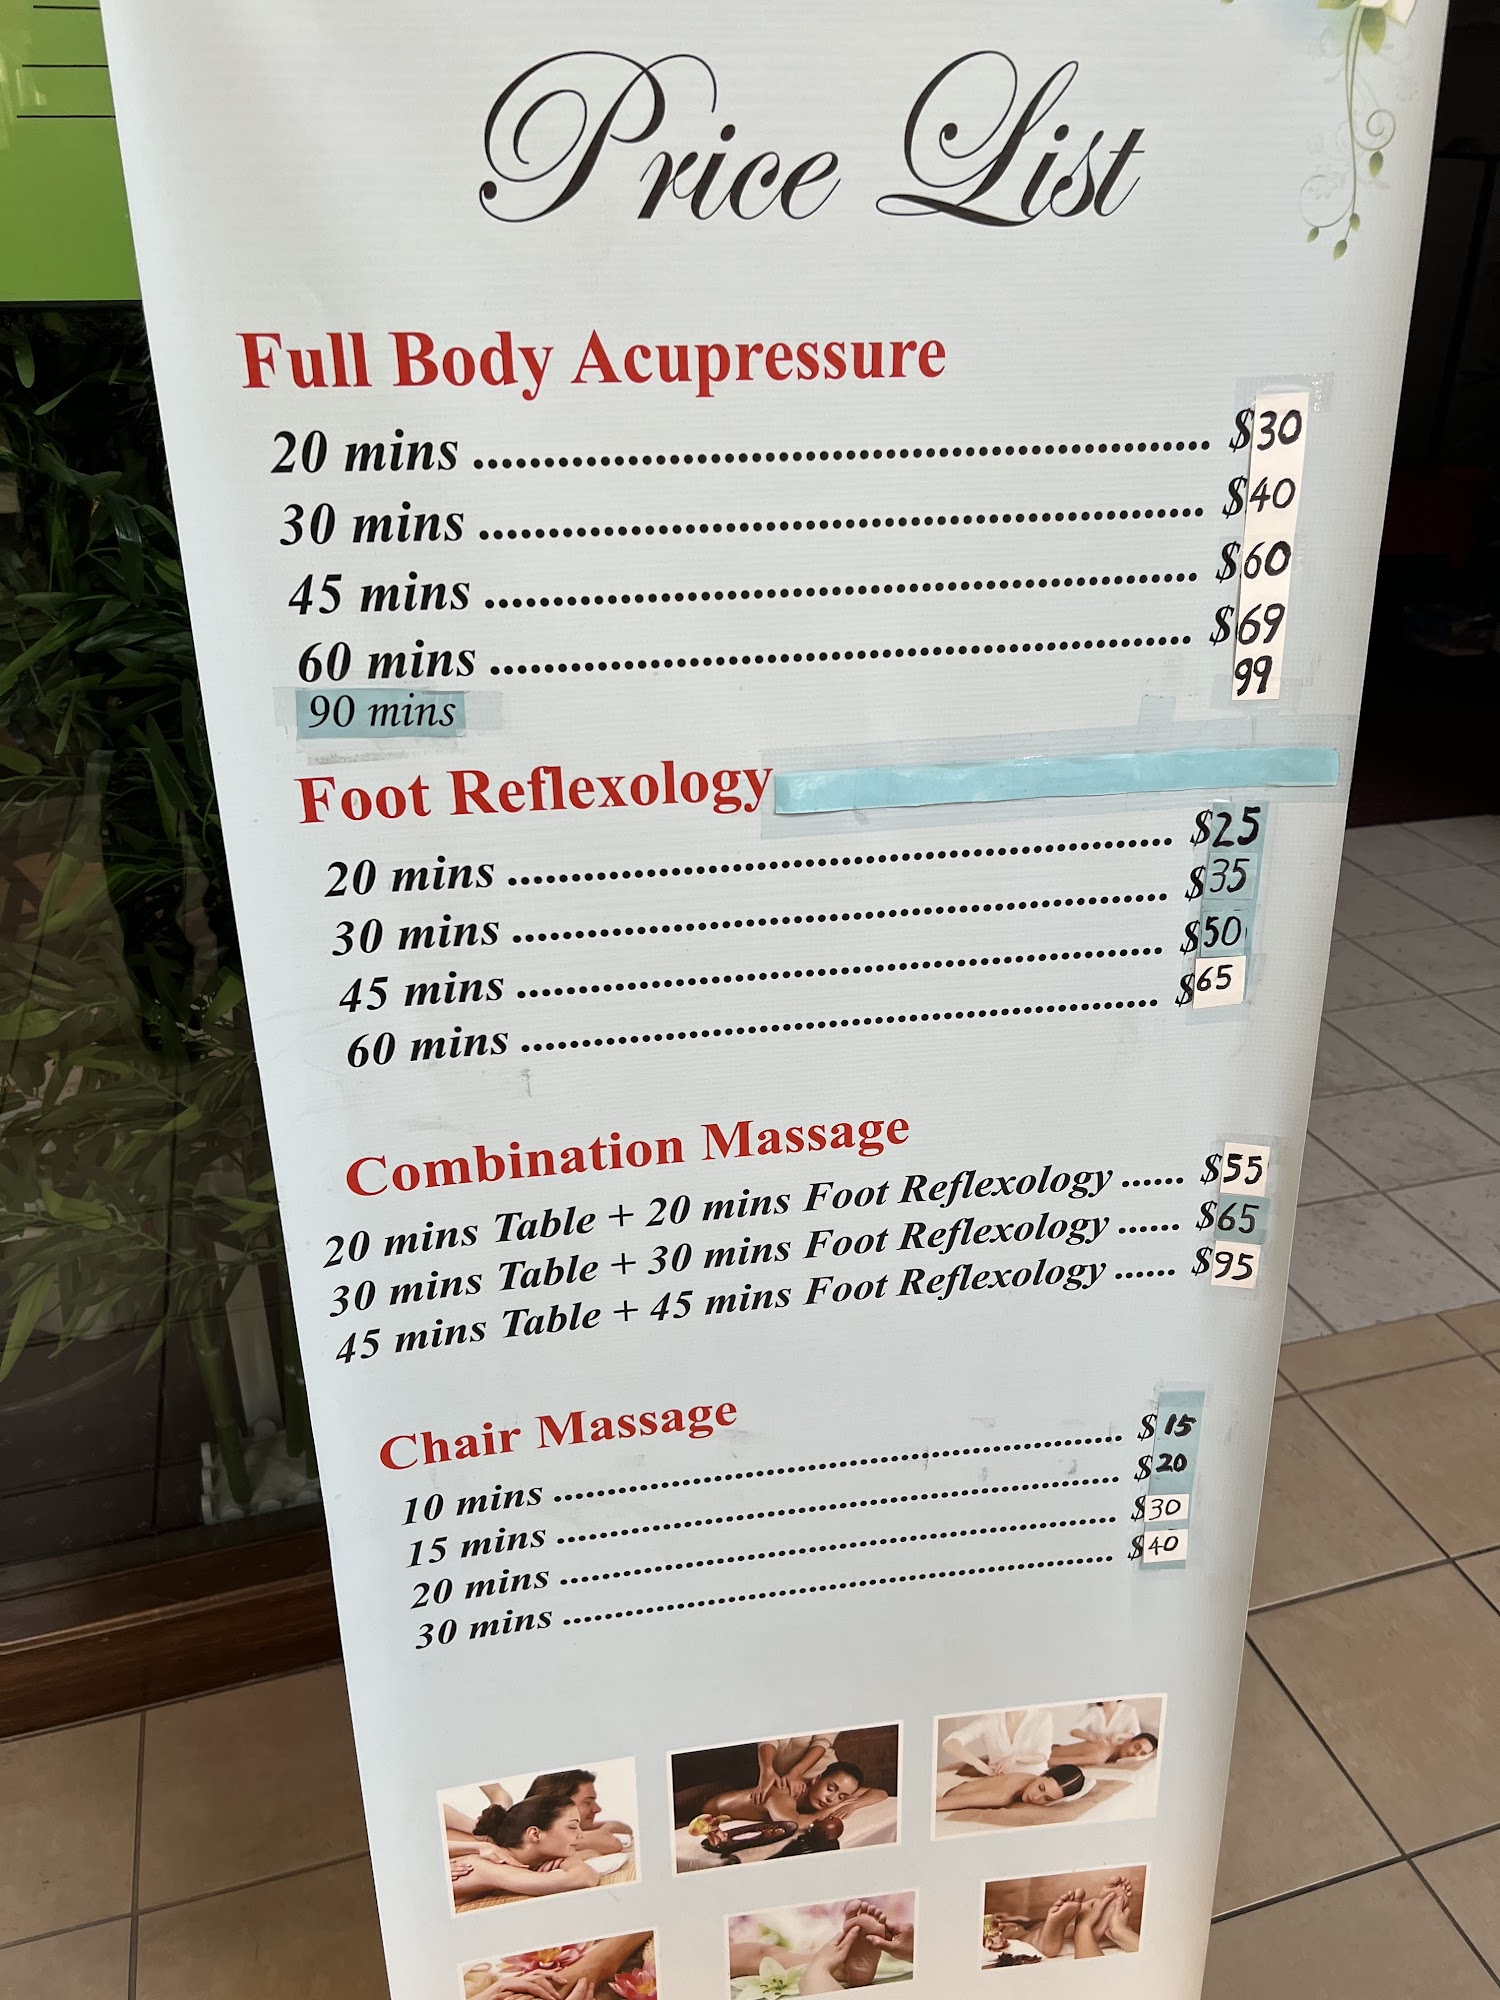 Price List
Full Body Acupressure
20 mins ........................................................ $30
30 mins ........................................................ $40
45 mins ........................................................ $60
60 mins ........................................................ $69
90 mins 99
Foot Reflexology
20 mins ........................................................ $25
30 mins ........................................................ $35
45 mins ........................................................ $50
60 mins ........................................................ $65
Combination Massage
20 mins Table + 20 mins Foot Reflexology ...... $55
30 mins Table + 30 mins Foot Reflexology ...... $65
45 mins Table + 45 mins Foot Reflexology ...... $95
Chair Massage
10 mins ........................................................ $15
15 mins ........................................................ $20
20 mins ........................................................ $30
30 mins ........................................................ $40